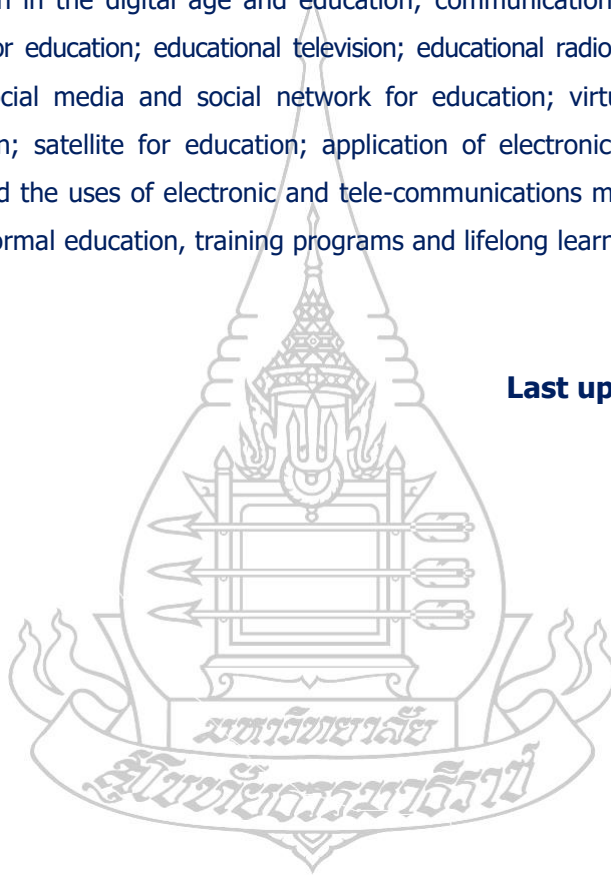 n in the digital age and education; communication
or education; educational television; educational radio
cial media and social network for education; virtu
n; satellite for education; application of electronic
d the uses of electronic and tele-communications m
ormal education, training programs and lifelong learn
Last up
มหาวิทยาลัย
สุโขทัยธรรมาธิราช